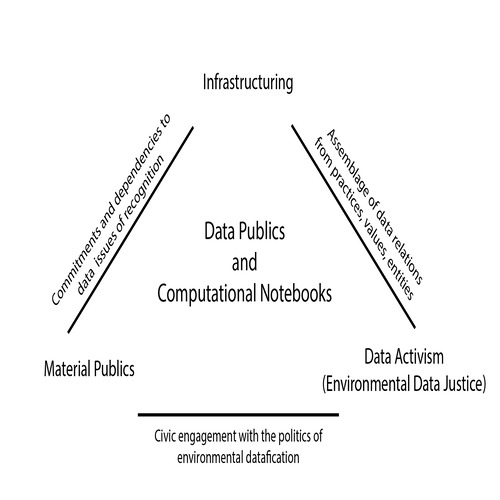 Infrastructuring
Commitments and dependencies to
data issues of recognition
Assemblage of data relations
from practices, values, entities
Data Publics
and
Computational Notebooks
Material Publics
Data Activism
(Environmental Data Justice)
Civic engagement with the politics of
environmental datafication